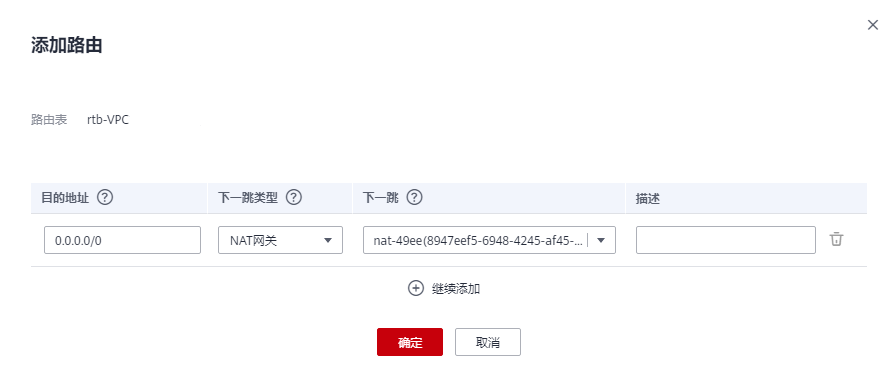 添加路由
路由表 rtb-VPC
目的地址 下一跳类型 下一跳 描述
0.0.0.0/0 NAT网关 nat-49ee(8947eef5-6948-4245-af45-...
继续添加
确定 取消